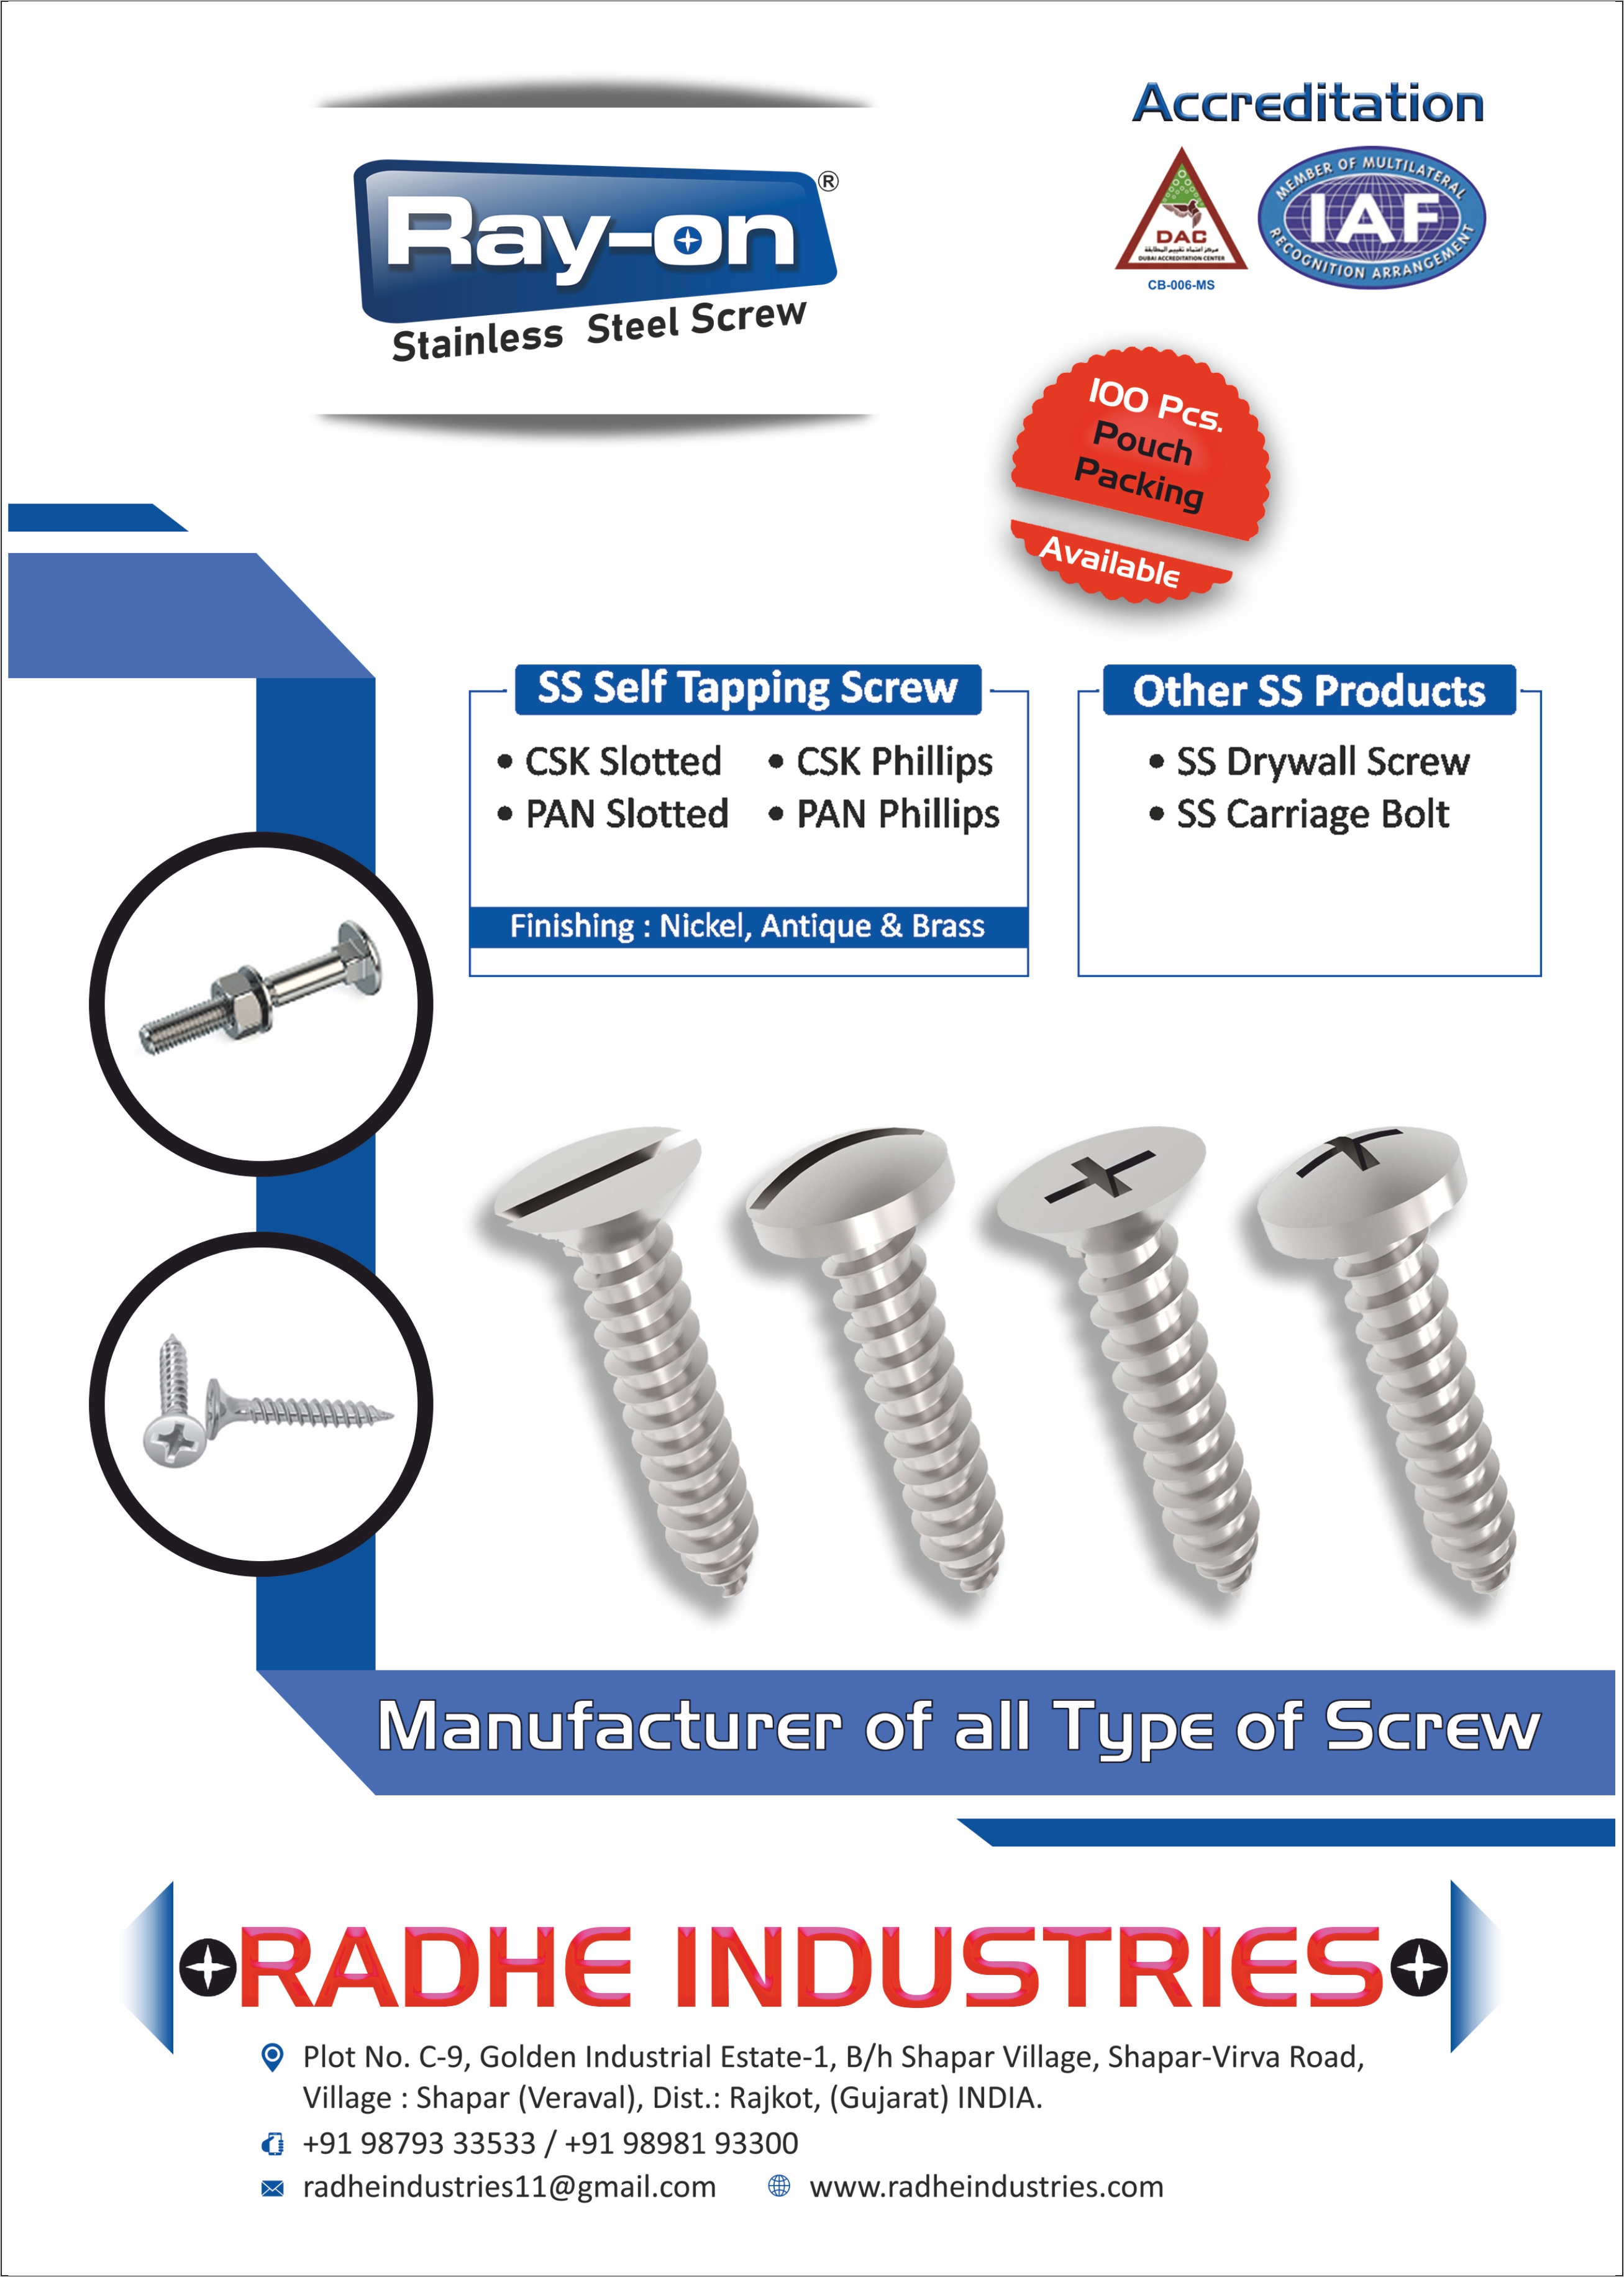 Accreditation
Ray-on®
Stainless Steel Screw
DAC
مركز اعتماد تقييم المطابقة
DUBAI ACCREDITATION CENTER
CB-006-MS
MEMBER OF MULTILATERAL
IAF
RECOGNITION ARRANGEMENT
100 Pcs.
Pouch
Packing
Available
SS Self Tapping Screw
• CSK Slotted • CSK Phillips
• PAN Slotted • PAN Phillips
Finishing : Nickel, Antique & Brass
Other SS Products
• SS Drywall Screw
• SS Carriage Bolt
Manufacturer of all Type of Screw
RADHE INDUSTRIES
Plot No. C-9, Golden Industrial Estate-1, B/h Shapar Village, Shapar-Virva Road,
Village : Shapar (Veraval), Dist.: Rajkot, (Gujarat) INDIA.
+91 98793 33533 / +91 98981 93300
radheindustries11@gmail.com www.radheindustries.com